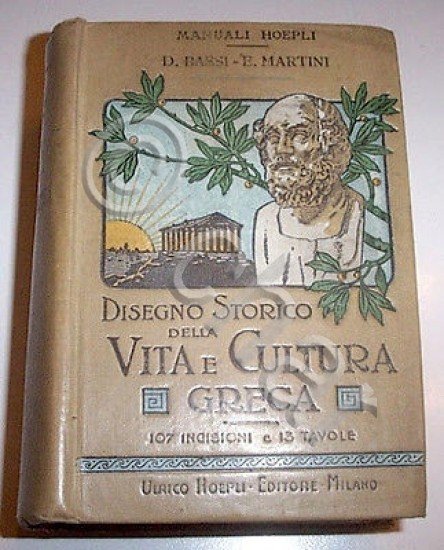 MANUALI HOEPLI
D. BASSI - E. MARTINI
DISEGNO STORICO
DELLA
VITA E CULTURA
GRECA
107 INCISIONI e 13 TAVOLE
ULRICO HOEPLI - EDITORE - MILANO